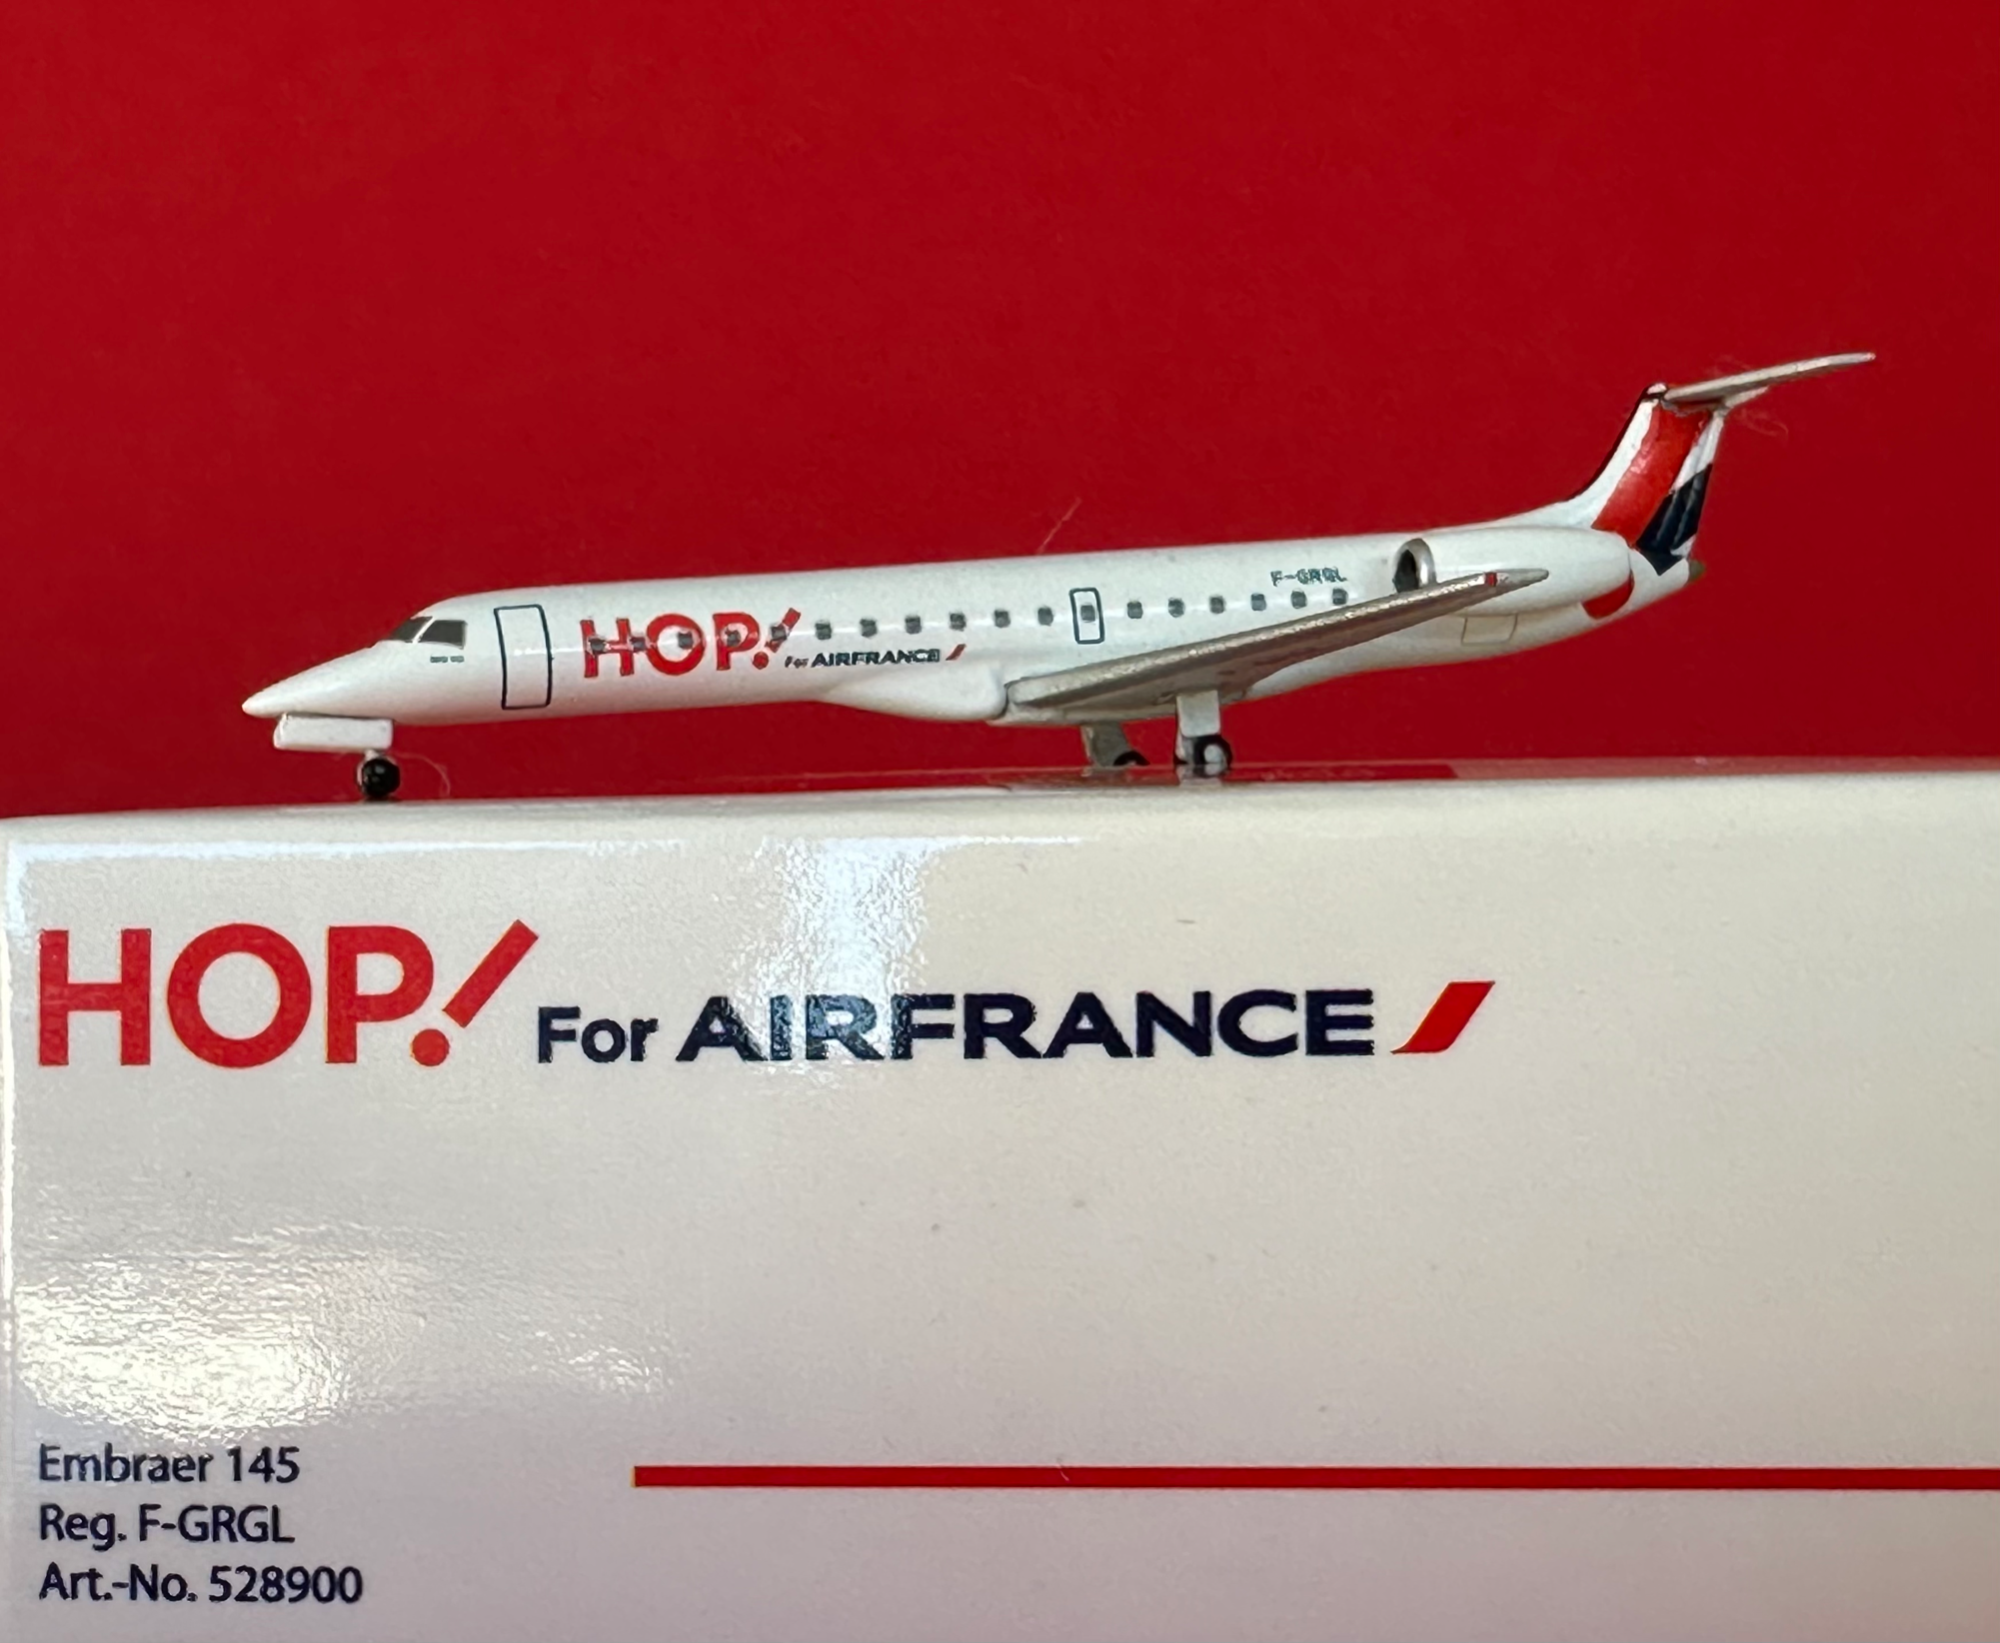 F-GRGL
HOP!
For AIRFRANCE
HOP! For AIRFRANCE
Embraer 145
Reg. F-GRGL
Art.-No. 528900